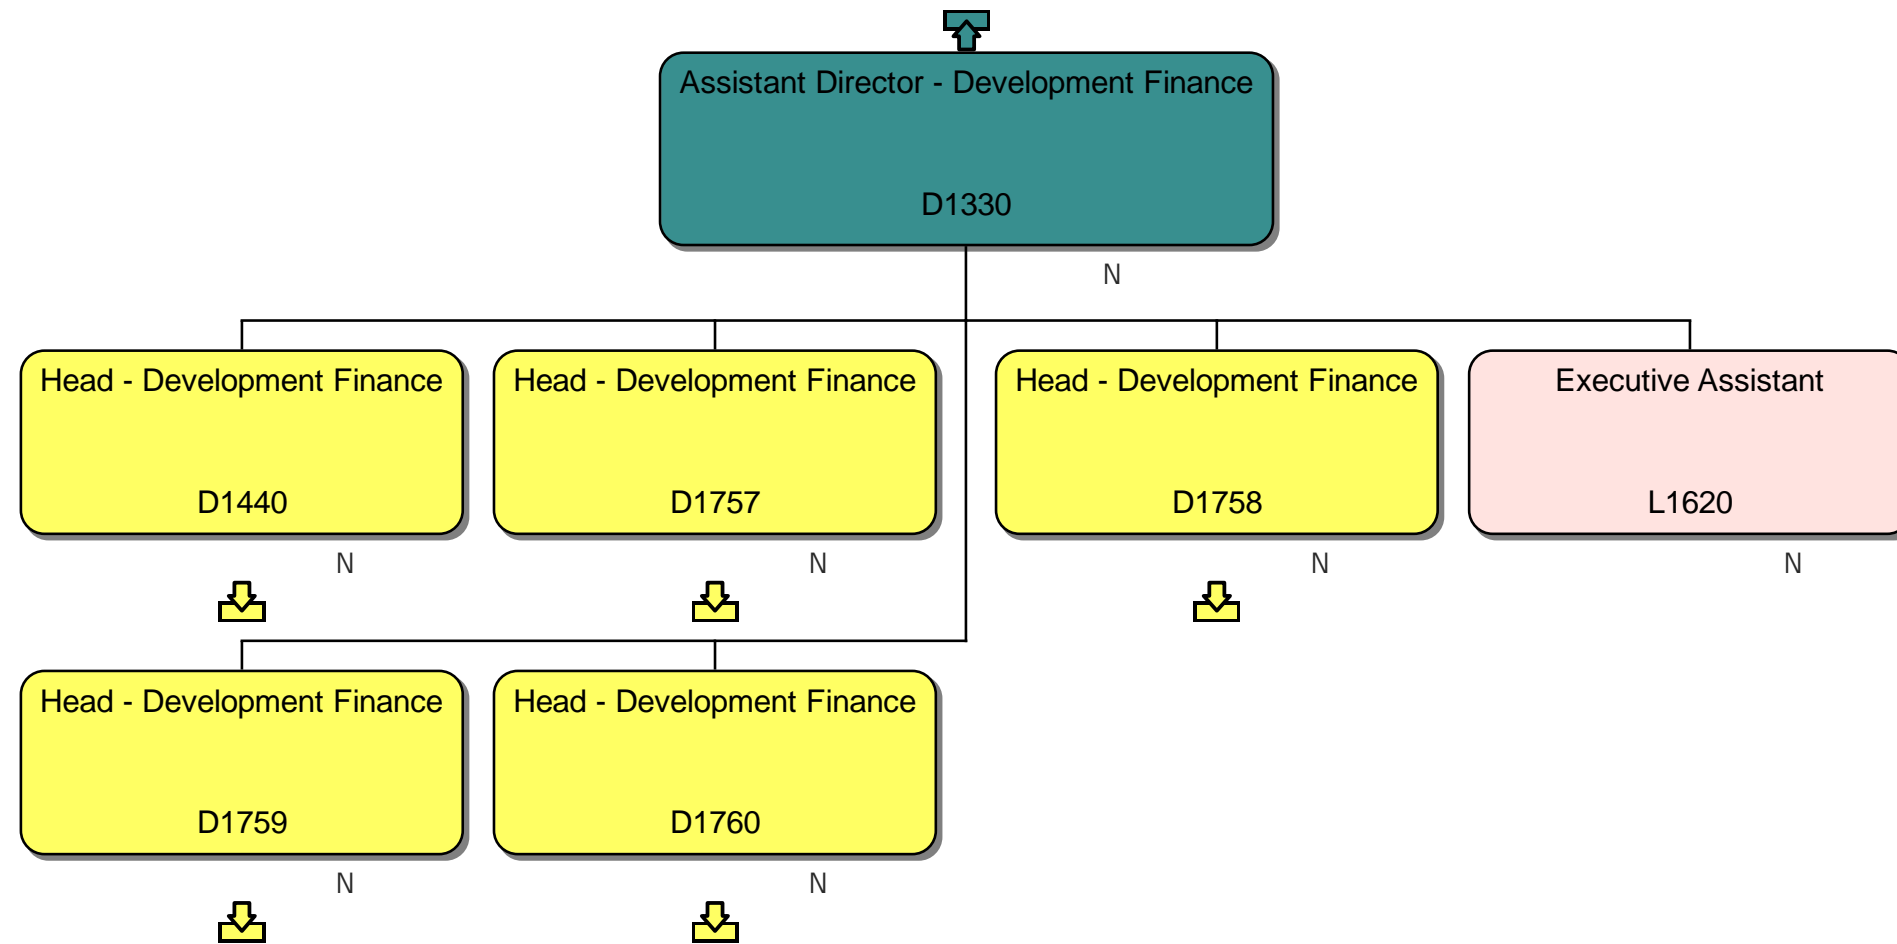 Assistant Director - Development Finance
D1330
N
Head - Development Finance
D1440
N
Head - Development Finance
D1757
N
Head - Development Finance
D1758
N
Executive Assistant
L1620
N
Head - Development Finance
D1759
N
Head - Development Finance
D1760
N